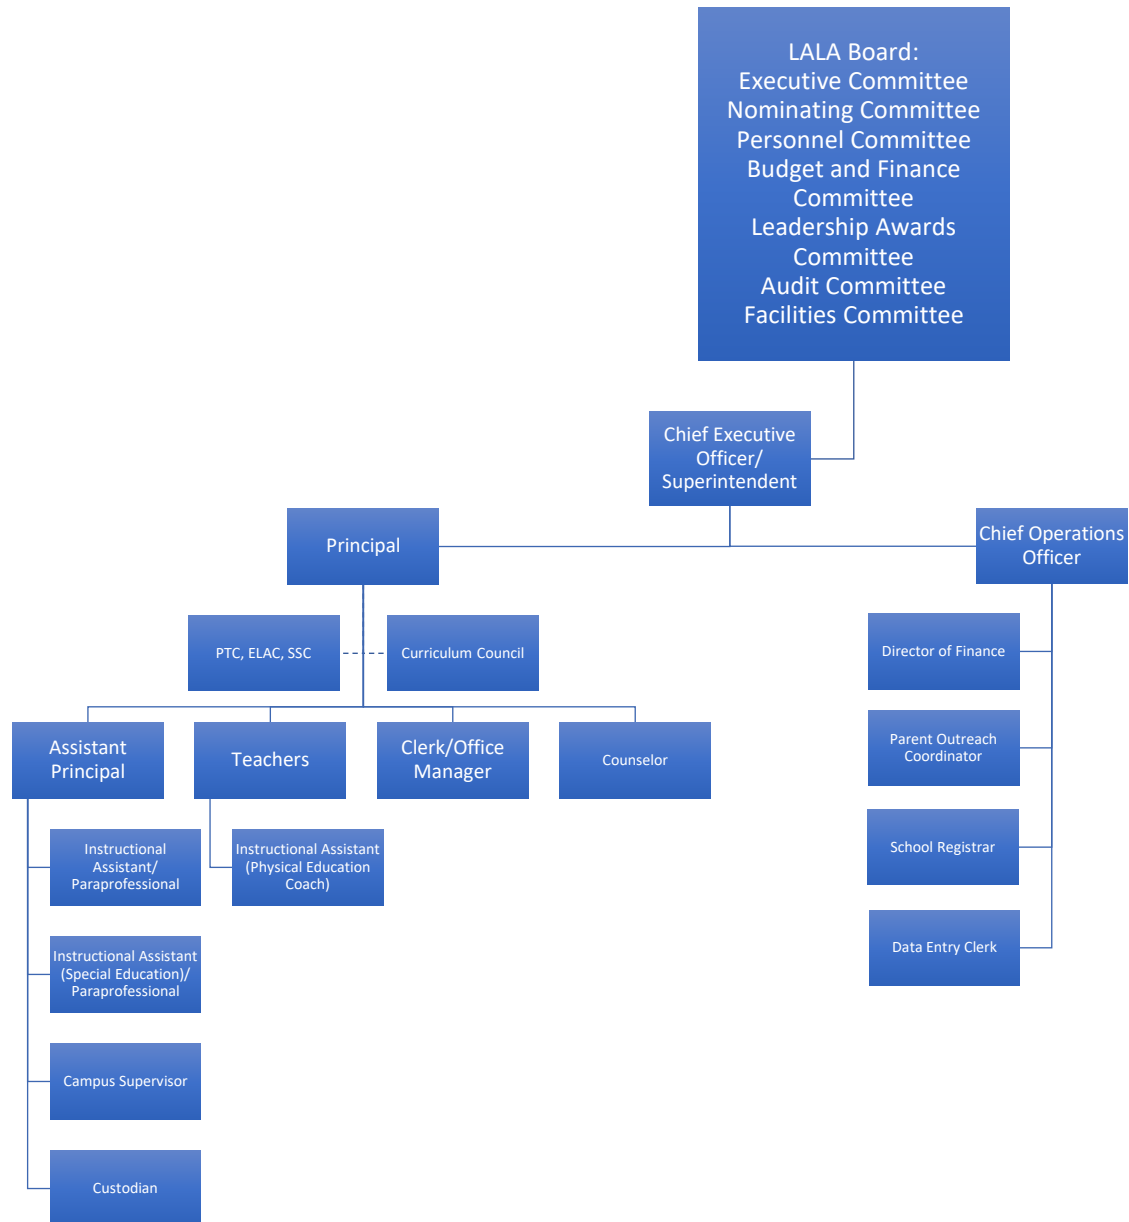 LALA Board:
Executive Committee
Nominating Committee
Personnel Committee
Budget and Finance
Committee
Leadership Awards
Committee
Audit Committee
Facilities Committee
Chief Executive
Officer/
Superintendent
Principal
Chief Operations
Officer
PTC, ELAC, SSC
Curriculum Council
Director of Finance
Assistant
Principal
Teachers
Clerk/Office
Manager
Counselor
Parent Outreach
Coordinator
Instructional
Assistant/
Paraprofessional
Instructional Assistant
(Physical Education
Coach)
School Registrar
Instructional Assistant
(Special Education)/
Paraprofessional
Data Entry Clerk
Campus Supervisor
Custodian